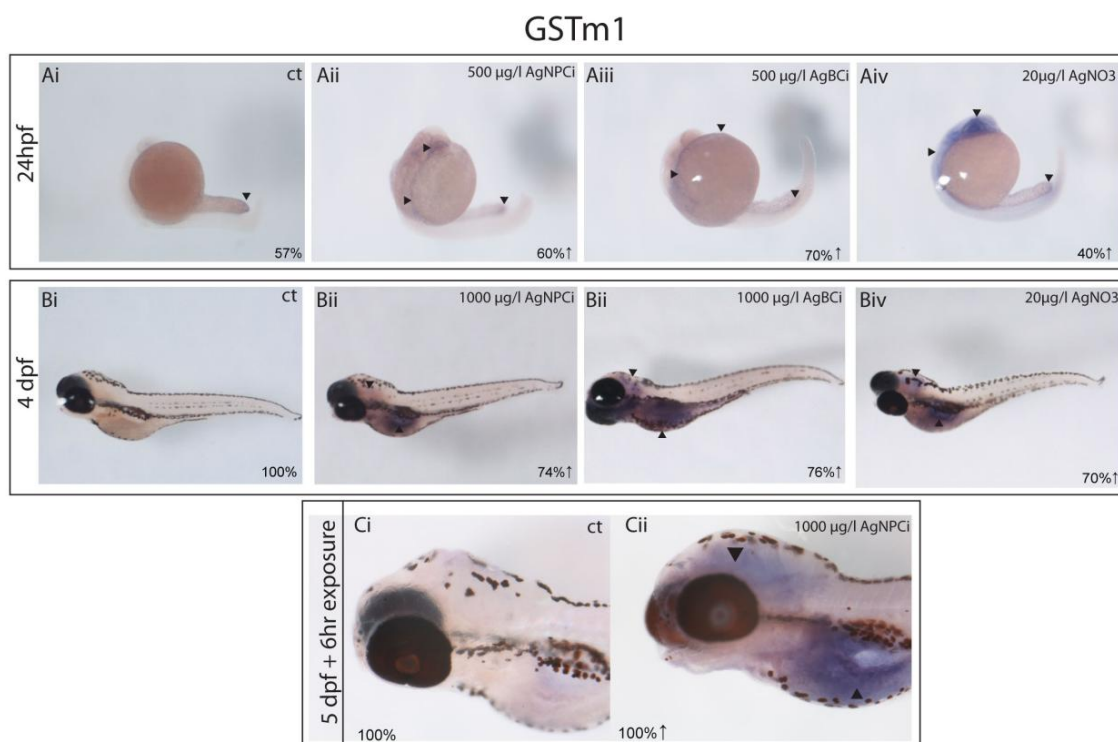 GSTm1
24hpf
Ai
ct
57%
Aii
500 µg/l AgNPCi
60%↑
Aiii
500 µg/l AgBCi
70%↑
Aiv
20µg/l AgNO3
40%↑
4 dpf
Bi
ct
100%
Bii
1000 µg/l AgNPCi
74%↑
Bii
1000 µg/l AgBCi
76%↑
Biv
20µg/l AgNO3
70%↑
5 dpf + 6hr exposure
Ci
ct
100%
Cii
1000 µg/l AgNPCi
100%↑